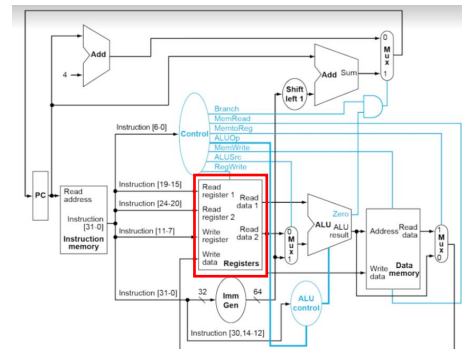 Add
4
Add Sum
Shift
left 1
0
M
u
x
1
Branch
MemRead
MemtoReg
ALUOp
MemWrite
ALUSrc
RegWrite
Control
Instruction [6-0]
PC
Read
address
Instruction
[31-0]
Instruction
memory
Instruction [19-15]
Instruction [24-20]
Instruction [11-7]
Instruction [31-0]
Instruction [30,14-12]
Read
register 1
Read
register 2
Write
register
Write
data
Read
data 1
Read
data 2
Registers
0
M
u
x
1
Zero
ALU ALU
result
Address
Read
data
Write
data
Data
memory
1
M
u
x
0
32
Imm
Gen
64
ALU
control